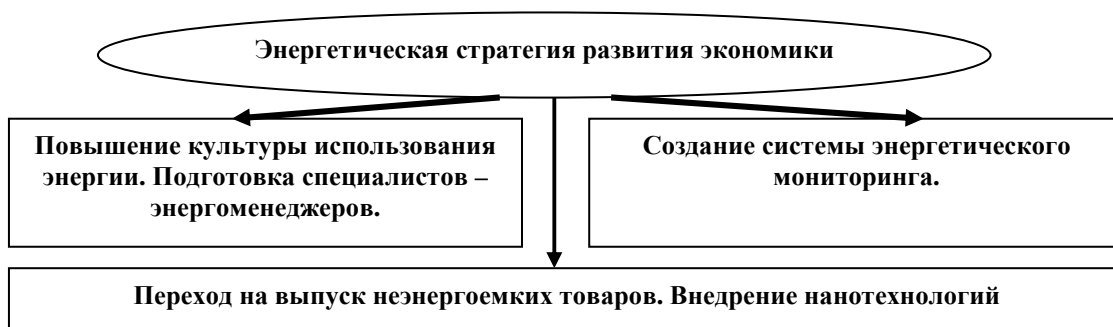 Энергетическая стратегия развития экономики
Повышение культуры использования
энергии. Подготовка специалистов –
энергоменеджеров.
Создание системы энергетического
мониторинга.
Переход на выпуск неэнергоемких товаров. Внедрение нанотехнологий